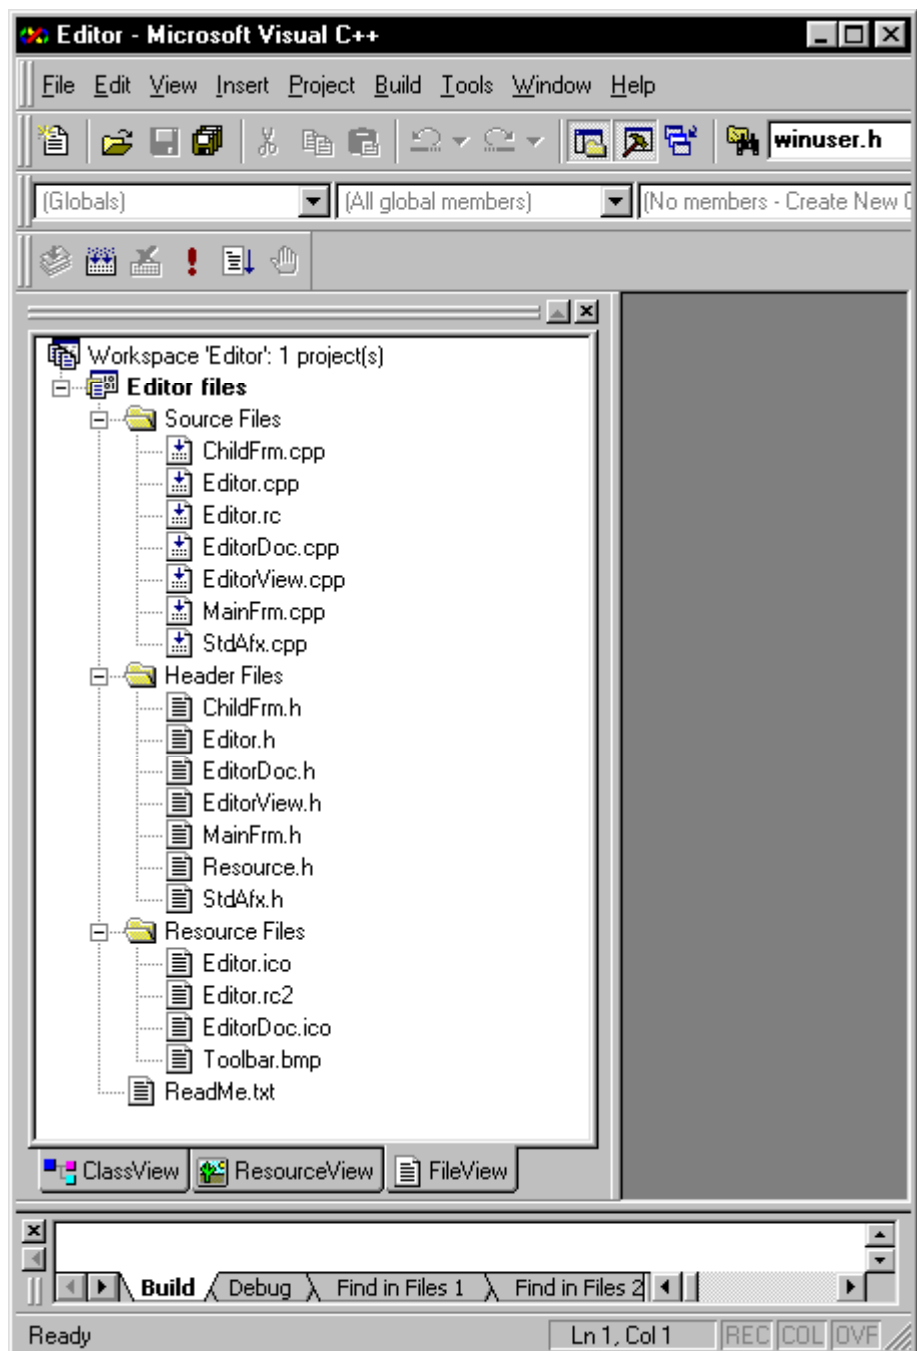 Editor - Microsoft Visual C++
File Edit View Insert Project Build Tools Window Help
winuser.h
(Globals) (All global members) (No members - Create New
Workspace 'Editor': 1 project(s)
Editor files
Source Files
ChildFrm.cpp
Editor.cpp
Editor.rc
EditorDoc.cpp
EditorView.cpp
MainFrm.cpp
StdAfx.cpp
Header Files
ChildFrm.h
Editor.h
EditorDoc.h
EditorView.h
MainFrm.h
Resource.h
StdAfx.h
Resource Files
Editor.ico
Editor.rc2
EditorDoc.ico
Toolbar.bmp
ReadMe.txt
ClassView ResourceView FileView
Build Debug Find in Files 1 Find in Files 2
Ready Ln 1, Col 1 REC COL OVF